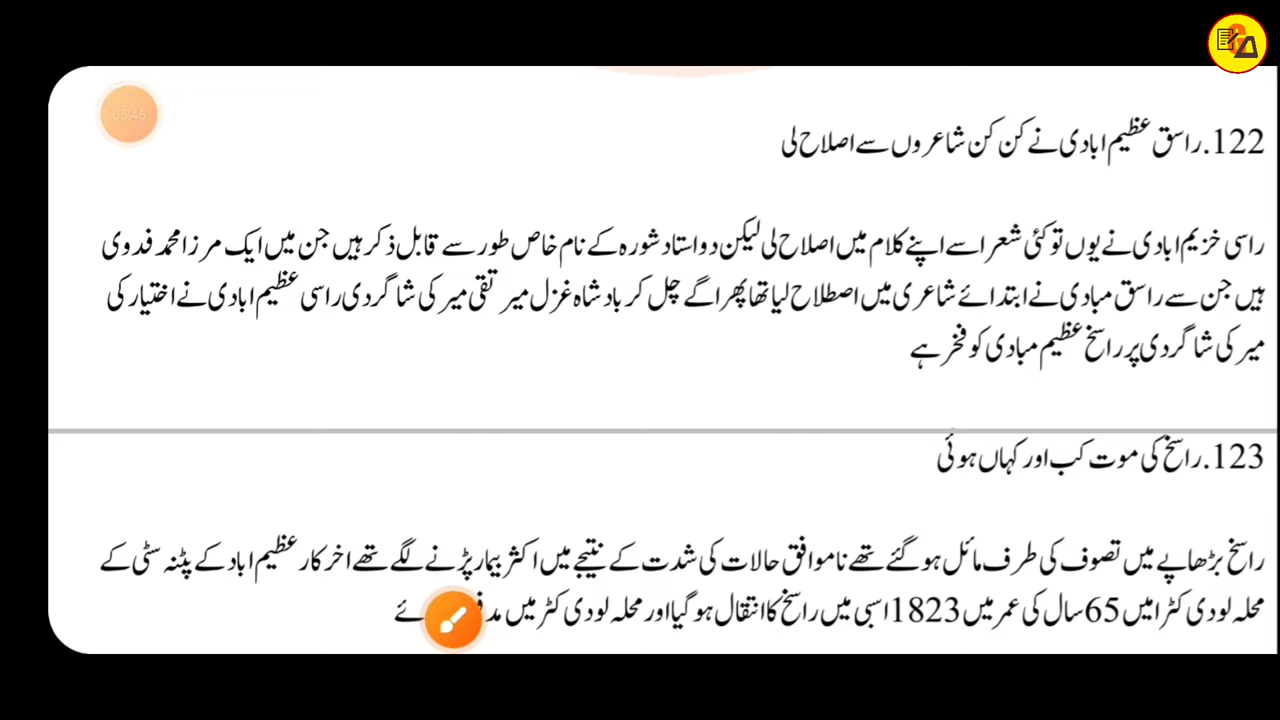 05:46
122.راسق عظیم ابادی نے کن کن شاعروں سے اصلاح لی
راسی خزیم ابادی نے یوں تو کئی شعرا سے اپنے کلام میں اصلاح لی لیکن دو استاد شورہ کے نام خاص طور سے قابل ذکر ہیں جن میں ایک مرزا محمد فدوی
ہیں جن سے راسق مبادی نے ابتدائے شاعری میں اصطلاح لیا تھا پھر اگے چل کر بادشاہ غزل میر تقی میر کی شاگردی راسی عظیم ابادی نے اختیار کی
میر کی شاگردی پر راسخ عظیم مبادی کو فخر ہے
123.راسخ کی موت کب اور کہاں ہوئی
راسخ بڑھاپے میں تصوف کی طرف مائل ہو گئے تھے ناموافق حالات کی شدت کے نتیجے میں اکثر بیمار پڑنے لگے تھے اخر کار عظیم اباد کے پٹنہ سٹی کے
محلہ لودی کٹرا میں 65 سال کی عمر میں 1823 اسبی میں راسخ کا انتقال ہو گیا اور محلہ لودی کٹر میں